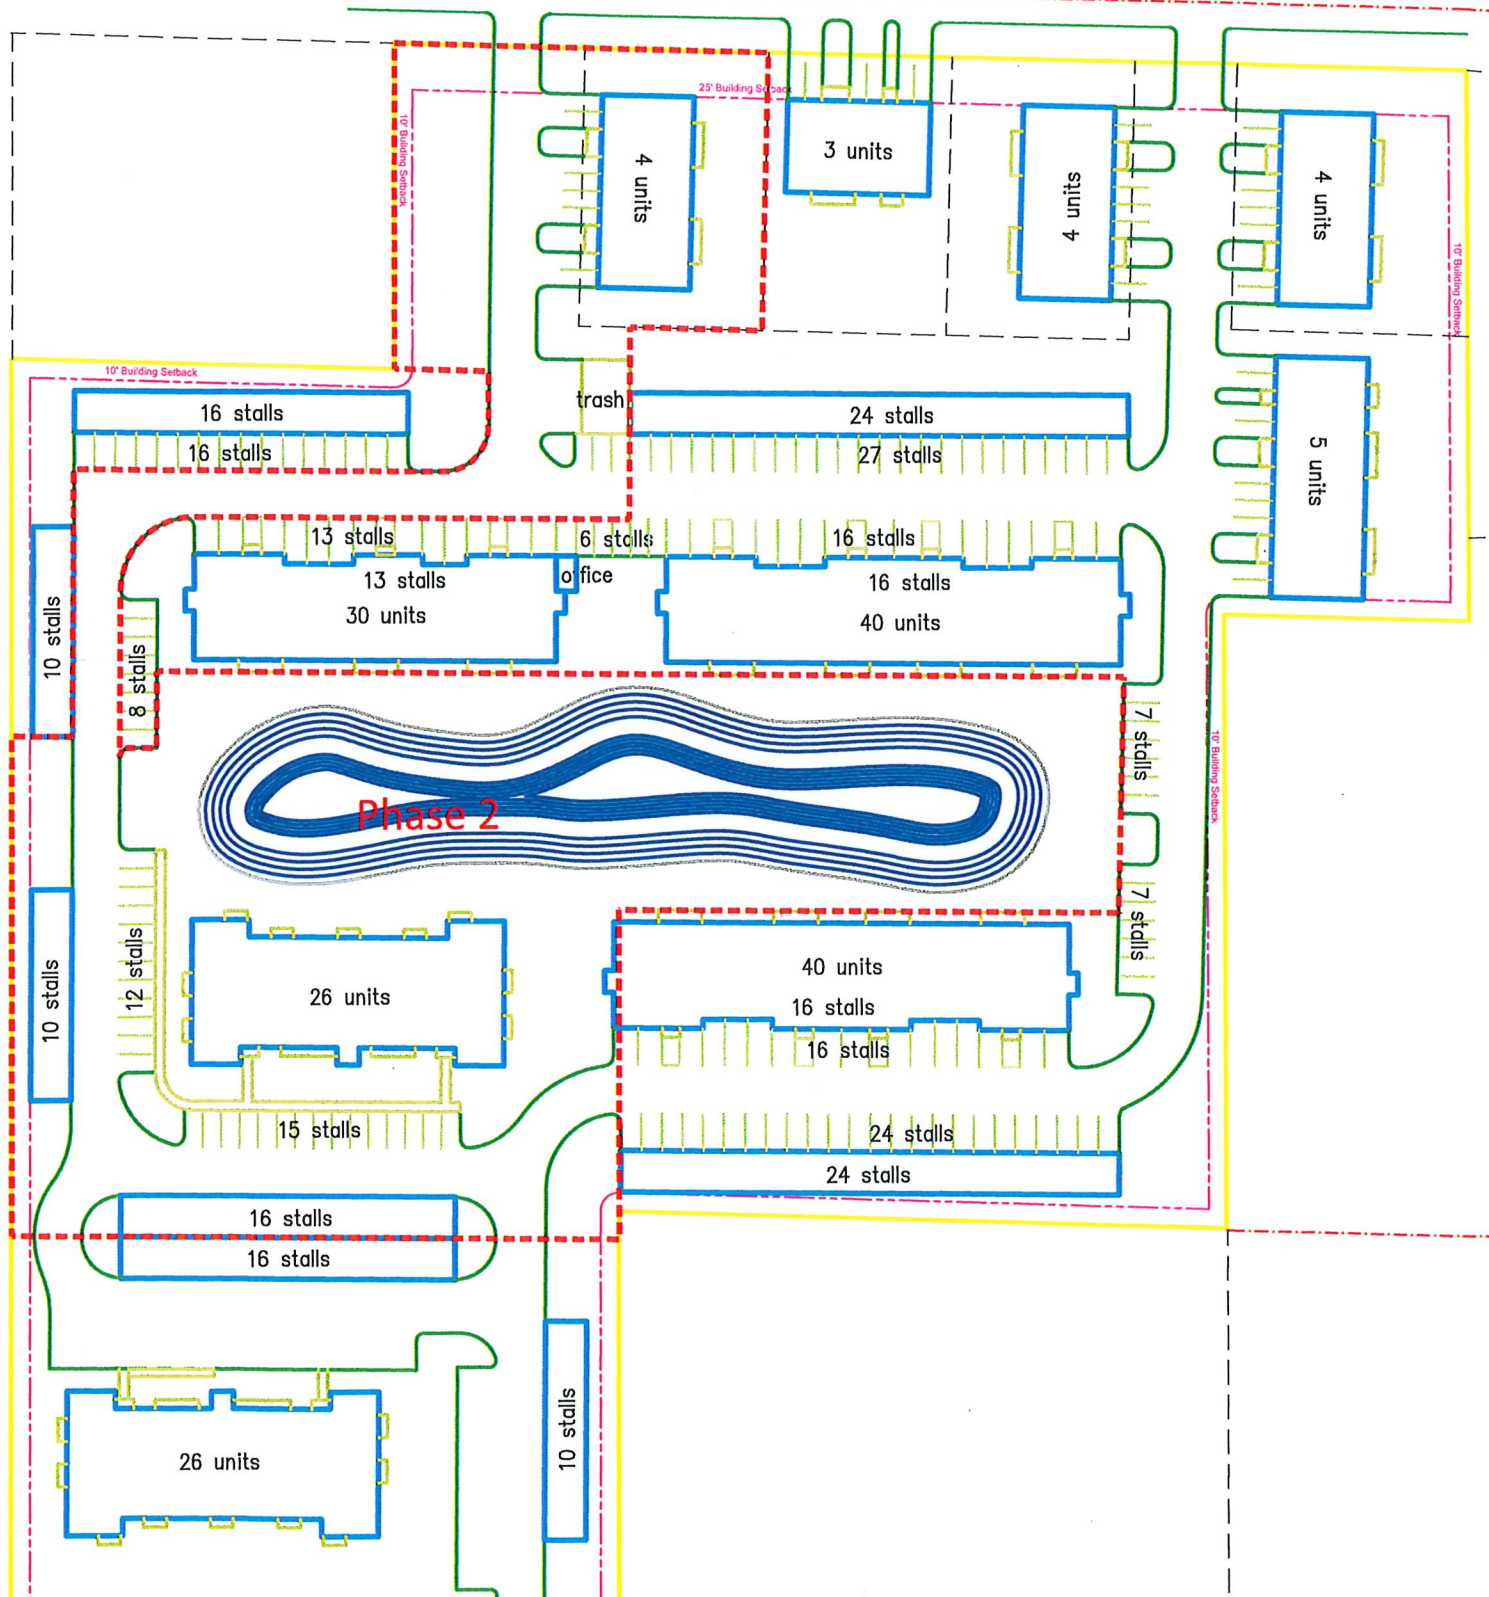 25' Building Setback
10' Building Setback
3 units
4 units
4 units
4 units
10' Building Setback
10' Building Setback
16 stalls
trash
24 stalls
16 stalls
27 stalls
5 units
13 stalls
6 stalls
16 stalls
13 stalls
office
16 stalls
30 units
40 units
10 stalls
8 stalls
7 stalls
10' Building Setback
Phase 2
7 stalls
12 stalls
10 stalls
26 units
40 units
16 stalls
16 stalls
15 stalls
24 stalls
24 stalls
16 stalls
16 stalls
10 stalls
26 units